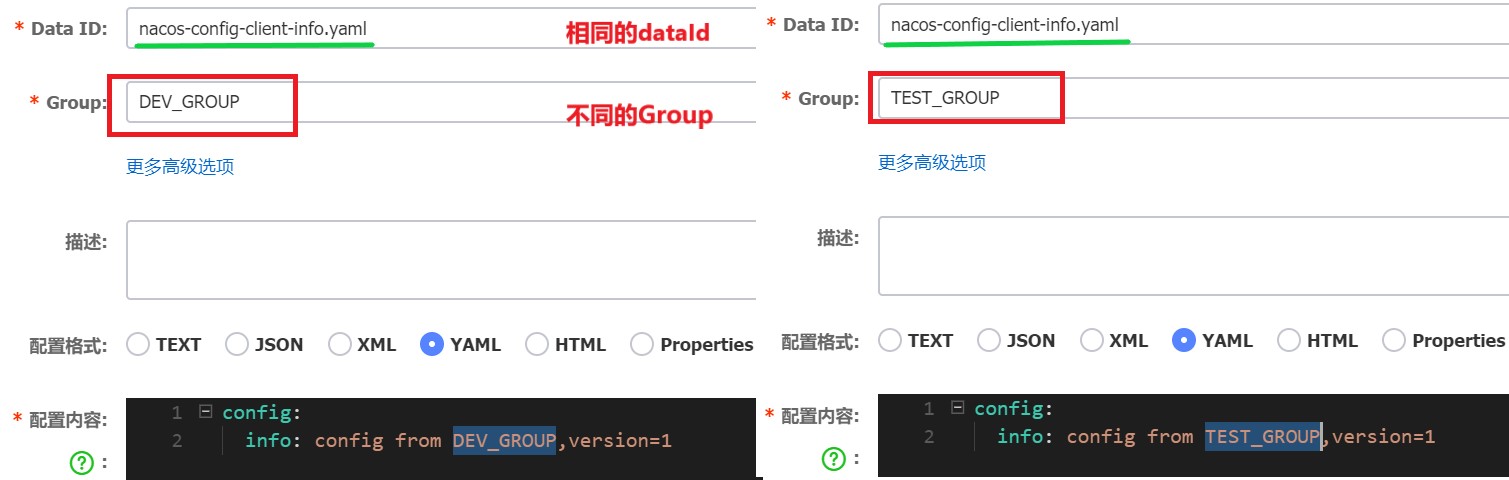 * Data ID: nacos-config-client-info.yaml 相同的dataId
* Group: DEV_GROUP 不同的Group
更多高级选项
描述:
配置格式: TEXT JSON XML YAML HTML Properties
* 配置内容: 
? :
1 config:
2 info: config from DEV_GROUP,version=1
* Data ID: nacos-config-client-info.yaml
* Group: TEST_GROUP
更多高级选项
描述:
配置格式: TEXT JSON XML YAML HTML Properties
* 配置内容:
? :
1 config:
2 info: config from TEST_GROUP,version=1